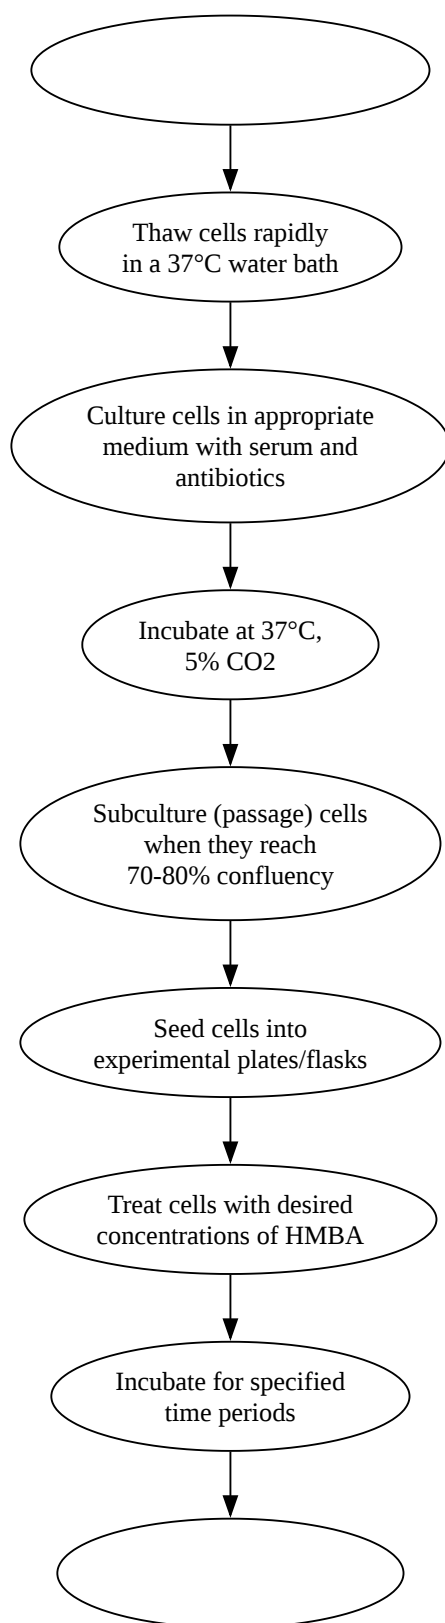 Thaw cells rapidly
in a 37°C water bath
Culture cells in appropriate
medium with serum and
antibiotics
Incubate at 37°C,
5% CO2
Subculture (passage) cells
when they reach
70-80% confluency
Seed cells into
experimental plates/flasks
Treat cells with desired
concentrations of HMBA
Incubate for specified
time periods